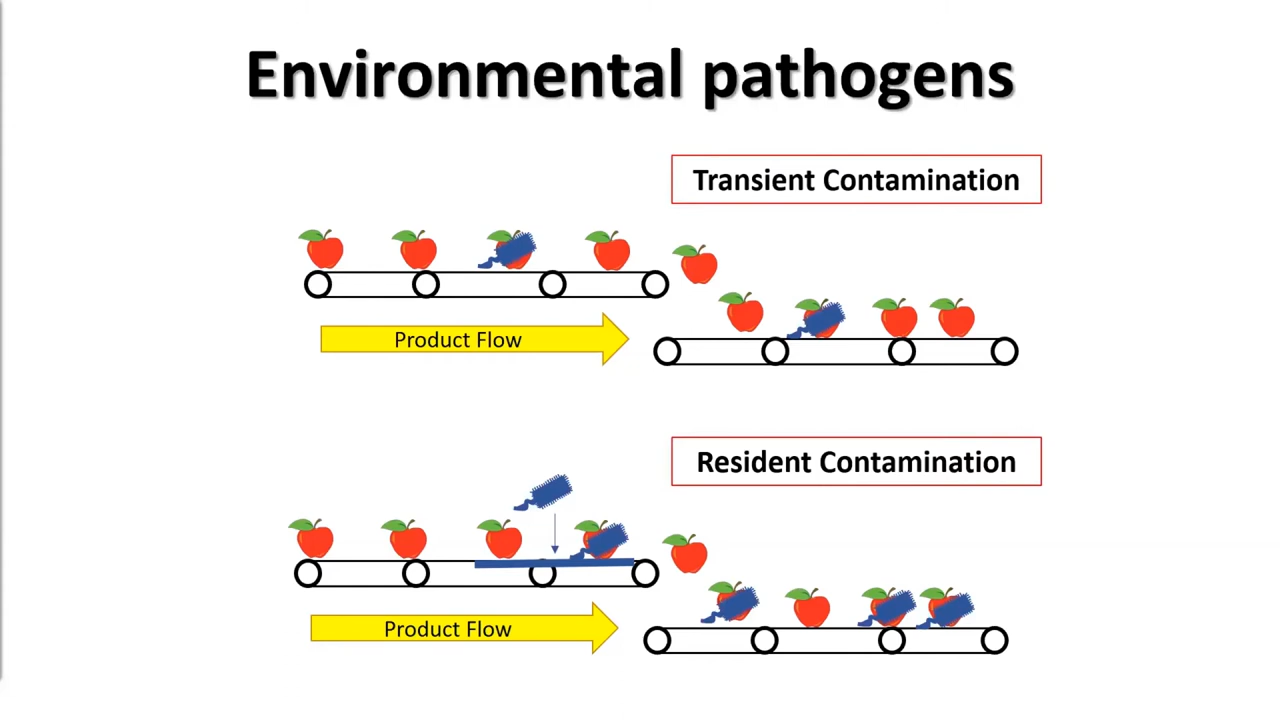 Environmental pathogens
Transient Contamination
Product Flow
Resident Contamination
Product Flow